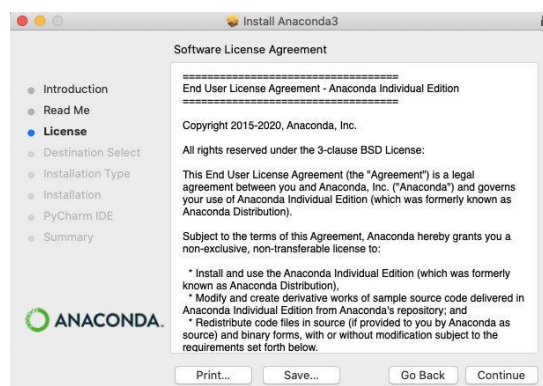 Install Anaconda3
Software License Agreement
Introduction
Read Me
License
Destination Select
Installation Type
Installation
PyCharm IDE
Summary
ANACONDA.
===================================
End User License Agreement - Anaconda Individual Edition
===================================
Copyright 2015-2020, Anaconda, Inc.
All rights reserved under the 3-clause BSD License:
This End User License Agreement (the "Agreement") is a legal
agreement between you and Anaconda, Inc. ("Anaconda") and governs
your use of Anaconda Individual Edition (which was formerly known as
Anaconda Distribution).
Subject to the terms of this Agreement, Anaconda hereby grants you a
non-exclusive, non-transferable license to:
* Install and use the Anaconda Individual Edition (which was formerly
known as Anaconda Distribution),
* Modify and create derivative works of sample source code delivered in
Anaconda Individual Edition from Anaconda's repository; and
* Redistribute code files in source (if provided to you by Anaconda as
source) and binary forms, with or without modification subject to the
requirements set forth below.
Print...
Save...
Go Back
Continue